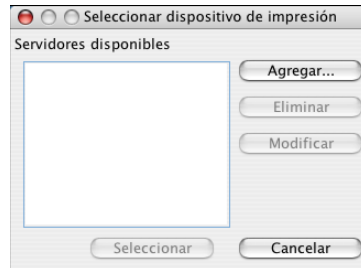 Seleccionar dispositivo de impresión
Servidores disponibles
Agregar...
Eliminar
Modificar
Seleccionar
Cancelar